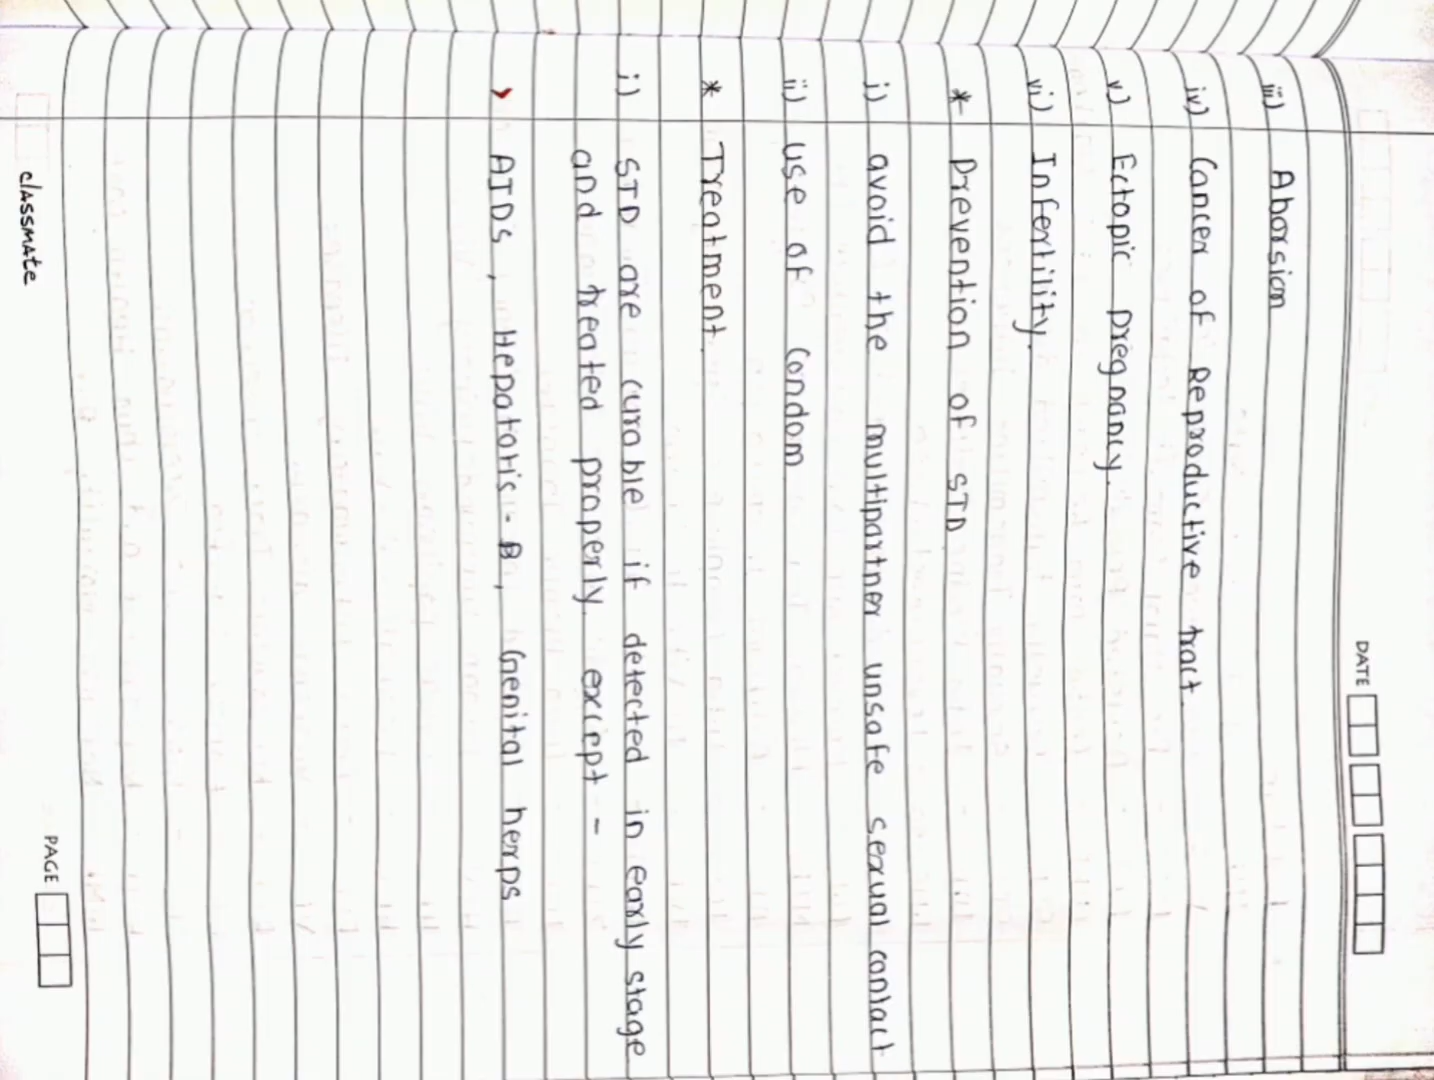 DATE
iii) Aborsion
iv) Cancer of Reproductive tract.
v) Ectopic pregnancy.
vi) Infertility.
* Prevention of STD
i) avoid the multipartner unsafe sexual contact
ii) use of Condom
* Treatment.
i) STD are curable if detected in early stage
and treated properly. except -
› AIDs, Hepatoris-B, Genital herps
classmate
PAGE